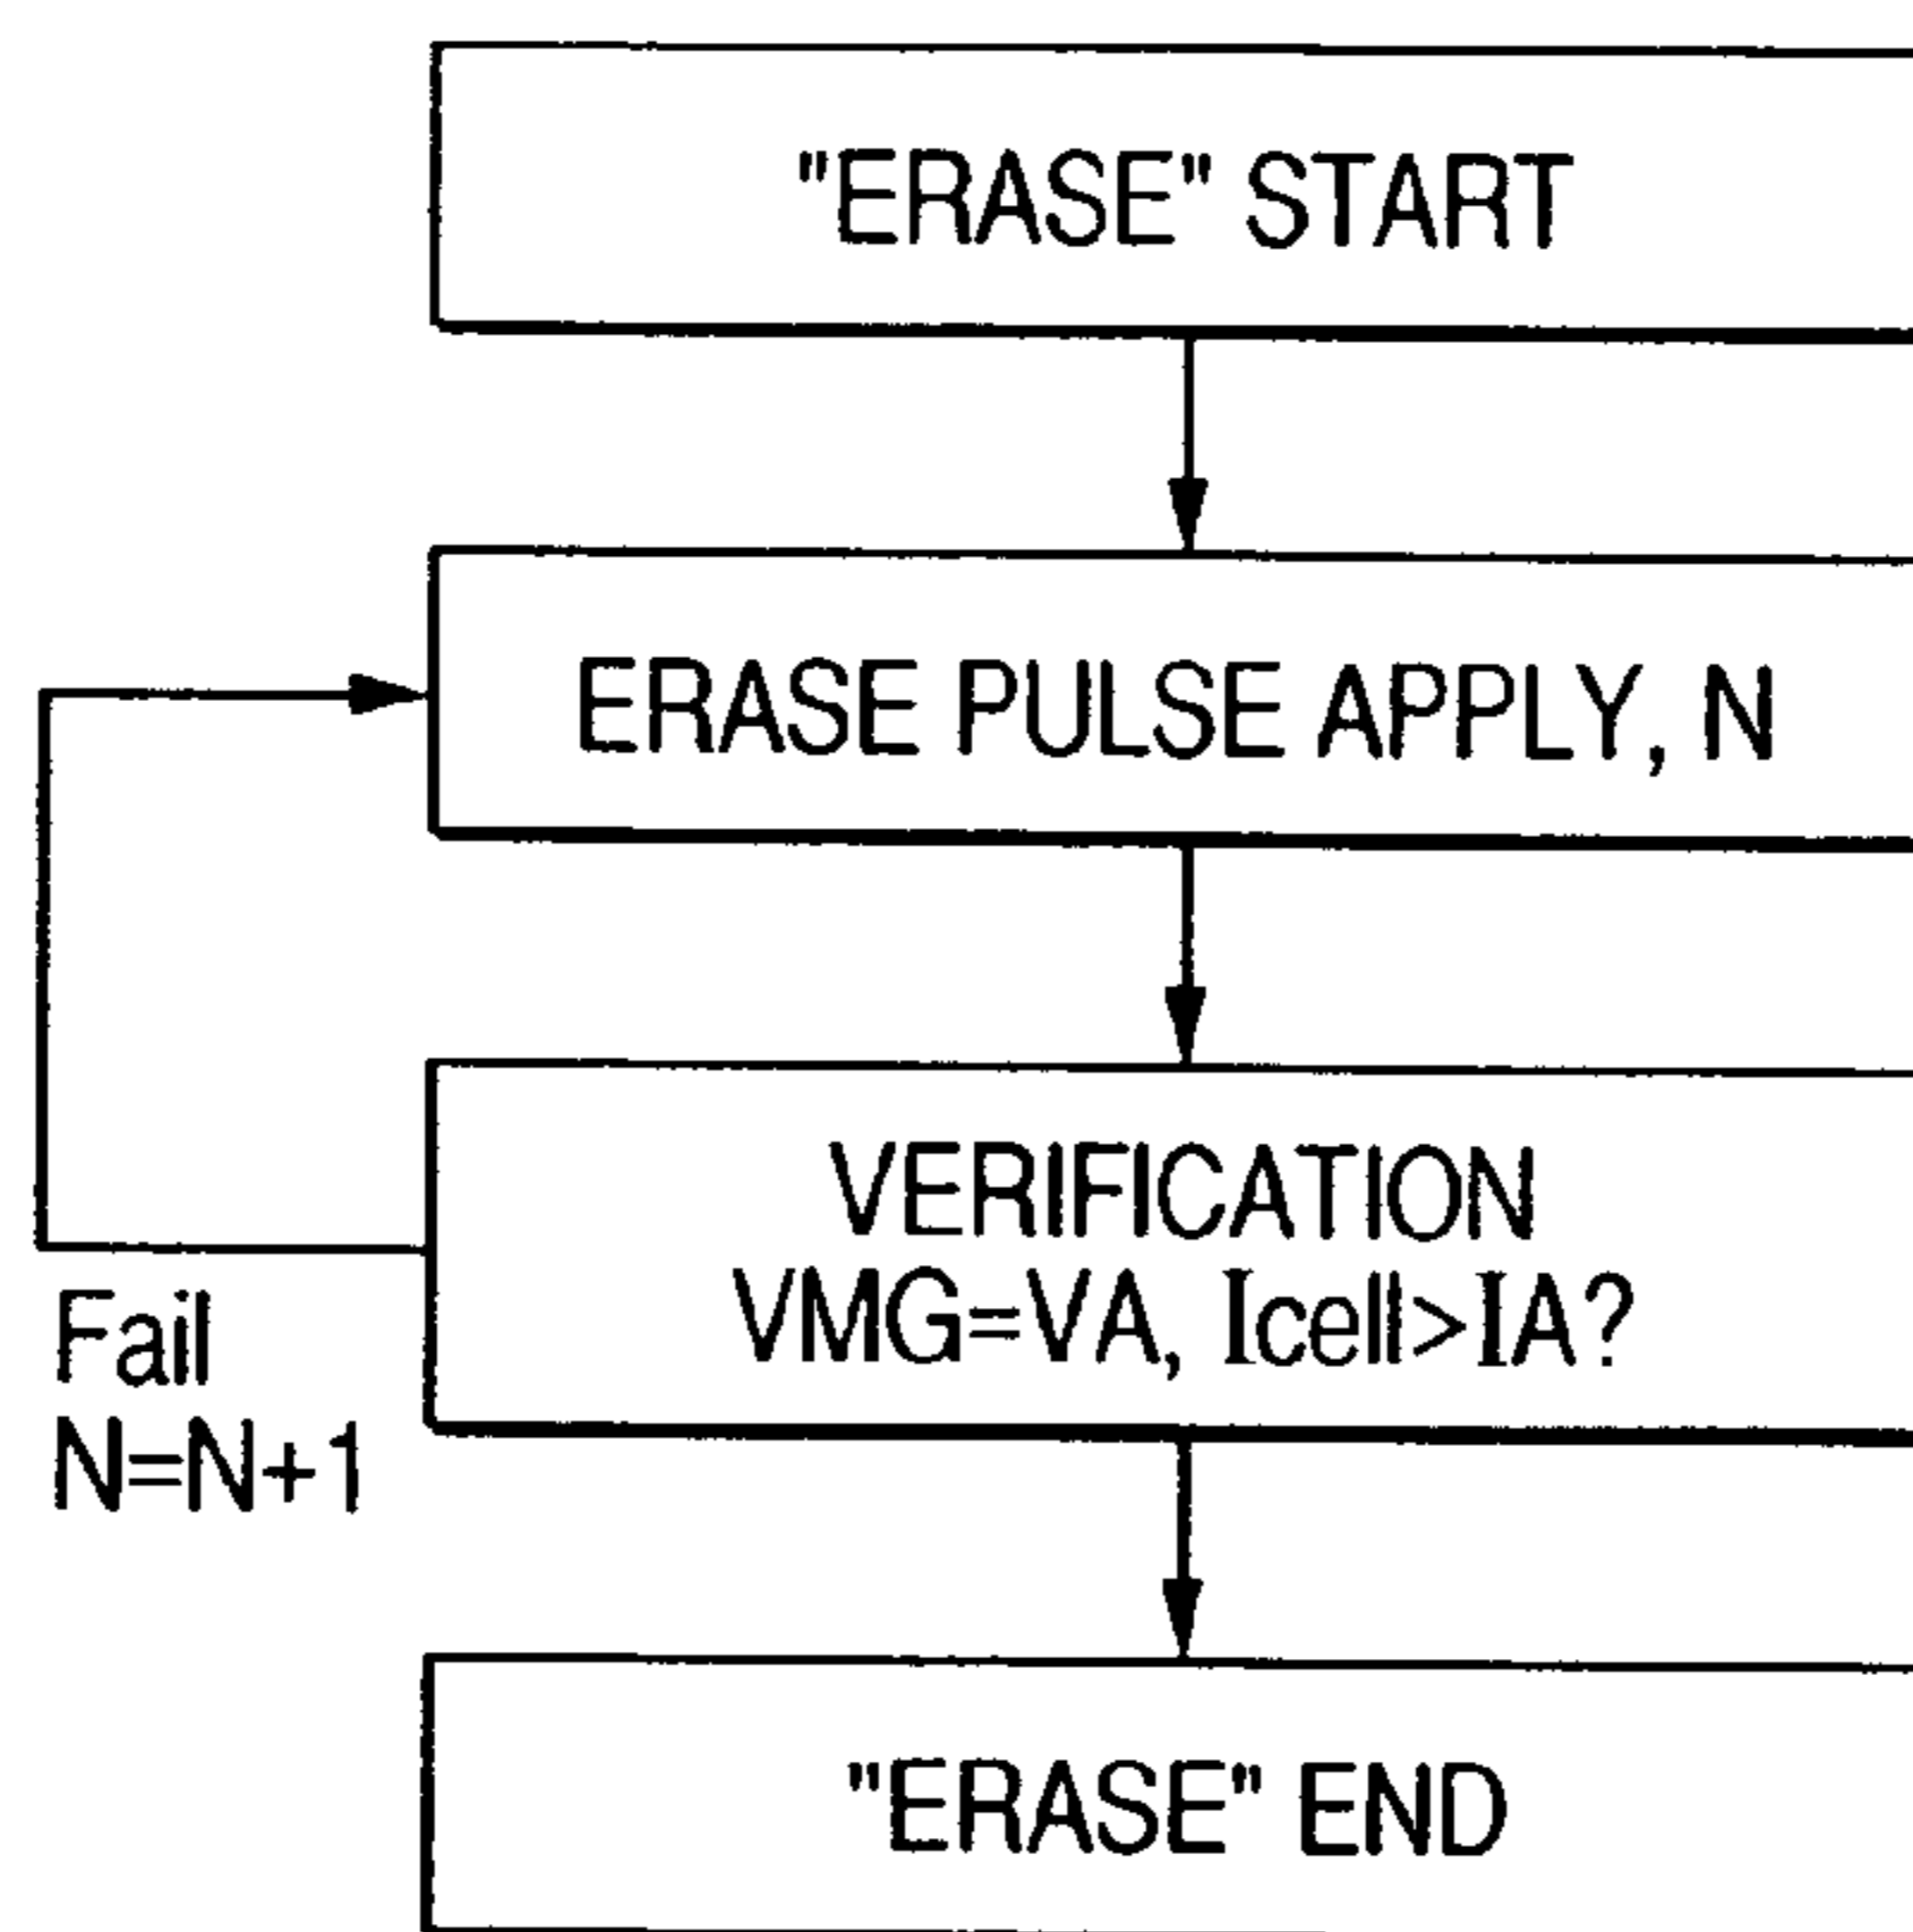 "ERASE" START
ERASE PULSE APPLY, N
VERIFICATION
VMG=VA, Icell>IA?
Fail
N=N+1
"ERASE" END